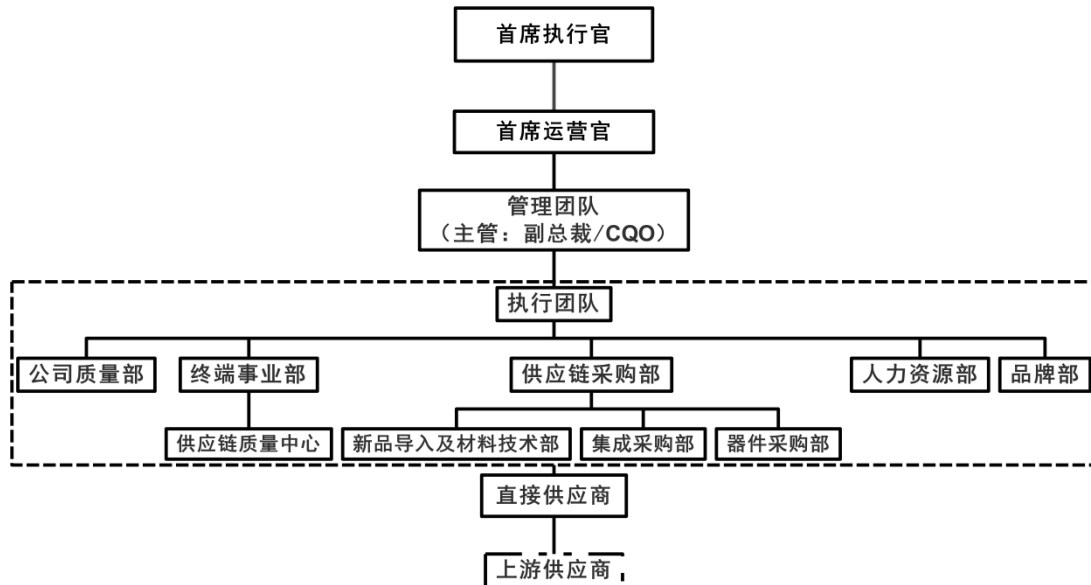 首席执行官
首席运营官
管理团队
（主管：副总裁/CQO）
执行团队
公司质量部
终端事业部
供应链采购部
人力资源部
品牌部
供应链质量中心
新品导入及材料技术部
集成采购部
器件采购部
直接供应商
上游供应商